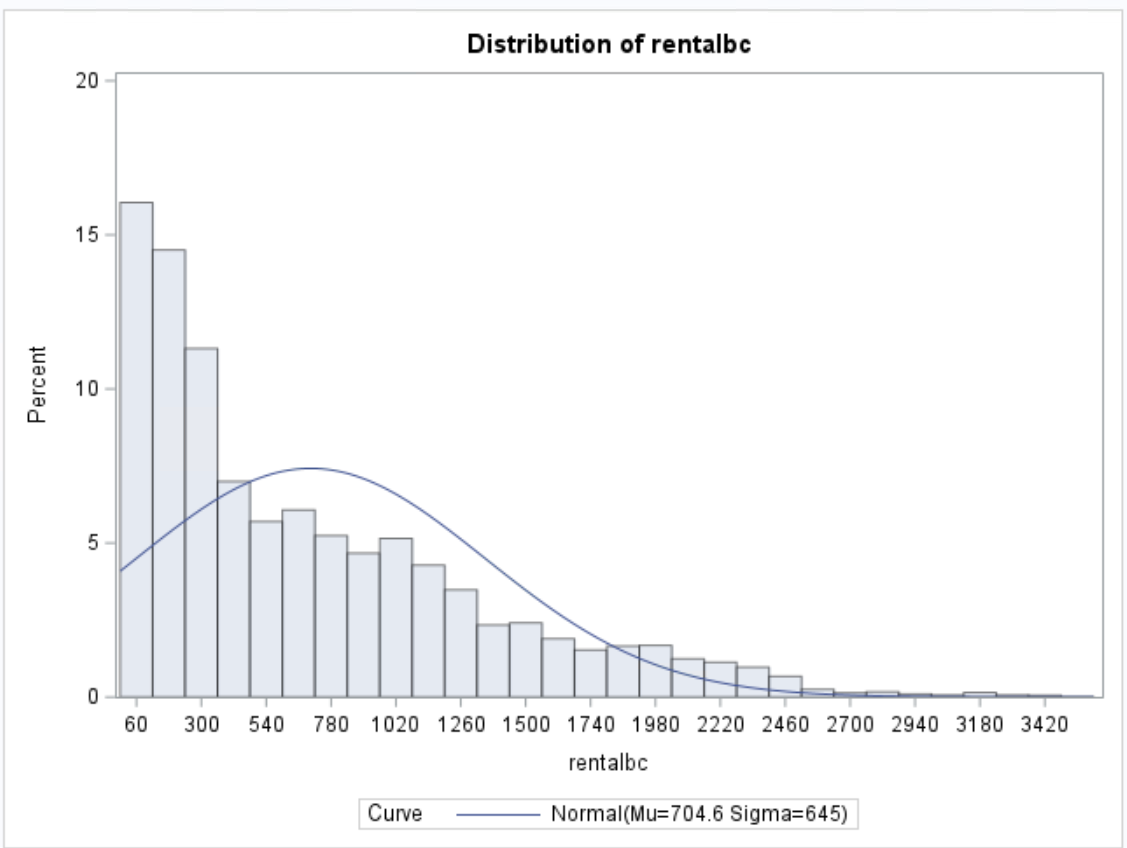 Distribution of rentalbc
20
15
10
5
0
Percent
60 300 540 780 1020 1260 1500 1740 1980 2220 2460 2700 2940 3180 3420
rentalbc
Curve Normal(Mu=704.6 Sigma=645)